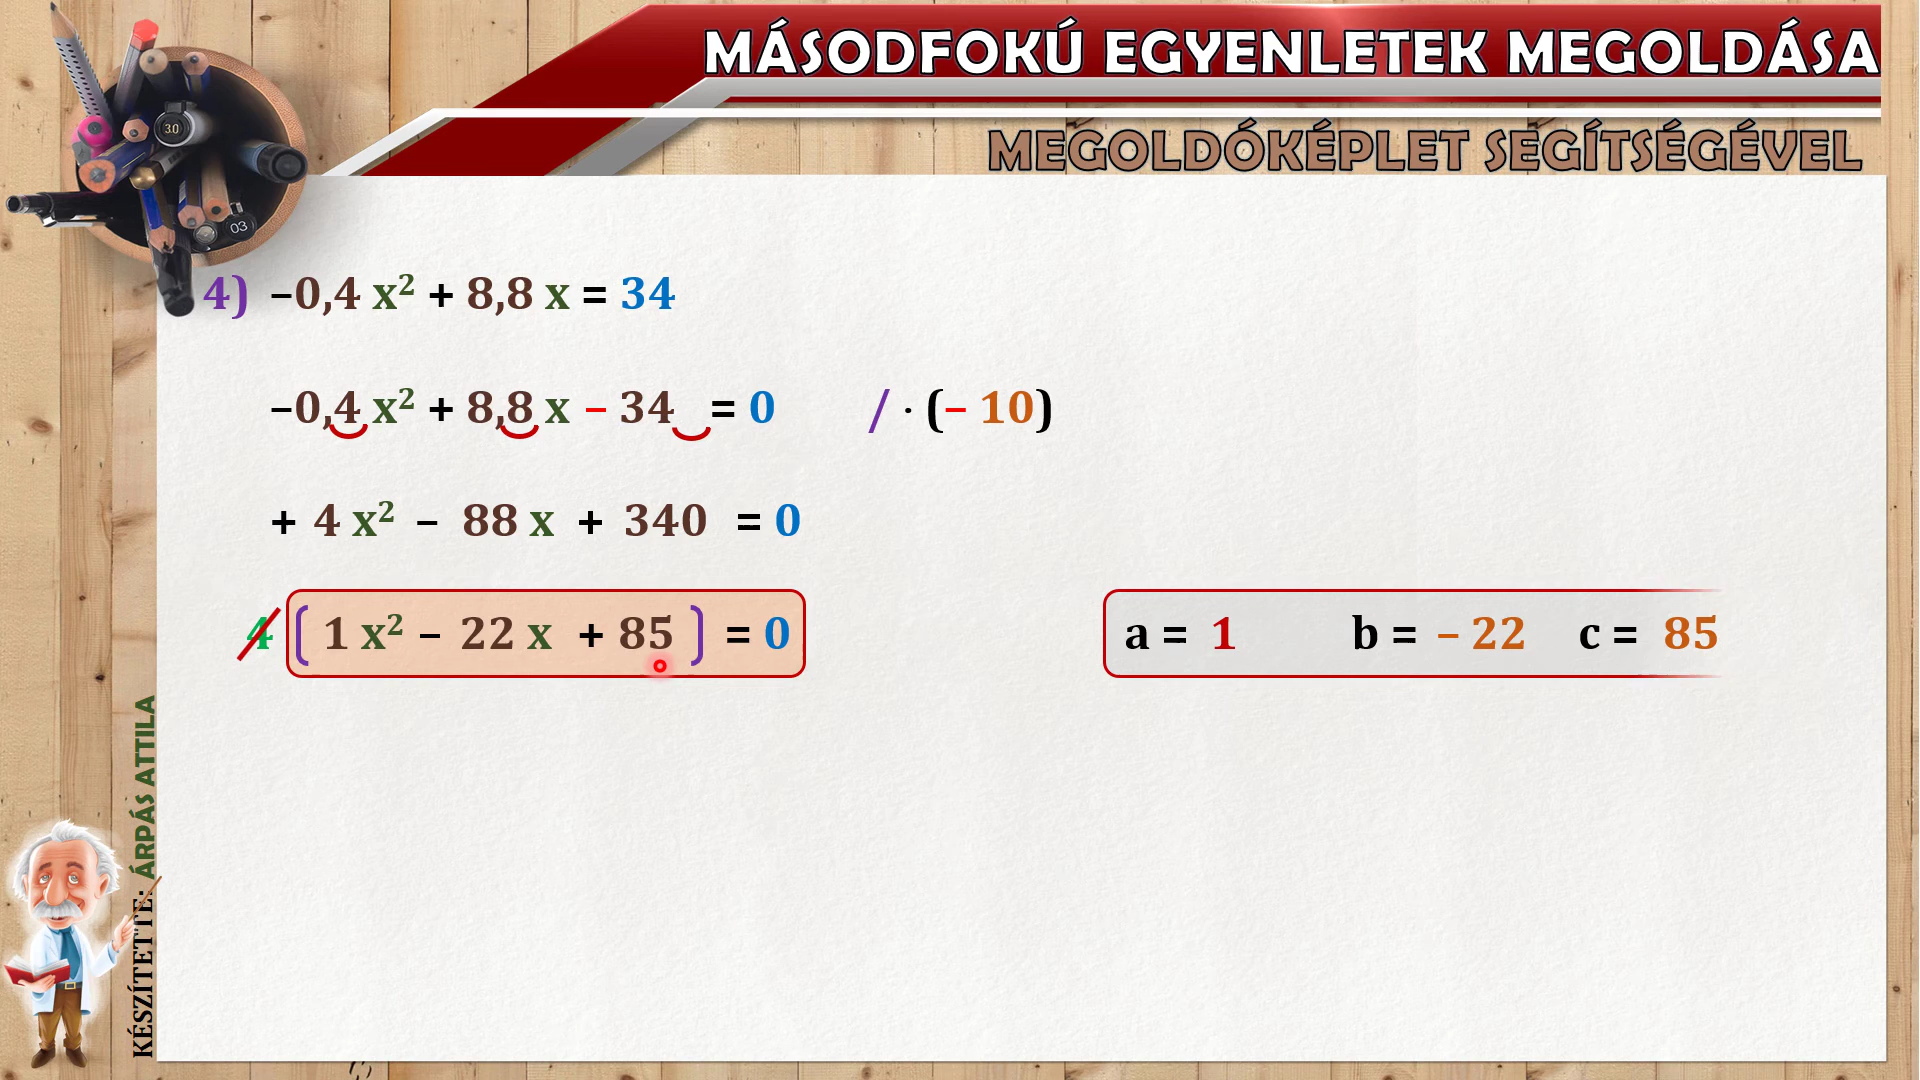 MÁSODFOKÚ EGYENLETEK MEGOLDÁSA
MEGOLDÓKÉPLET SEGÍTSÉGÉVEL
4) –0,4 x² + 8,8 x = 34
–0,4 x² + 8,8 x – 34 = 0 / · (– 10)
+ 4 x² – 88 x + 340 = 0
4 ( 1 x² – 22 x + 85 ) = 0
a = 1 b = – 22 c = 85
KÉSZÍTETTE: ÁRPÁS ATTILA
3.0
03